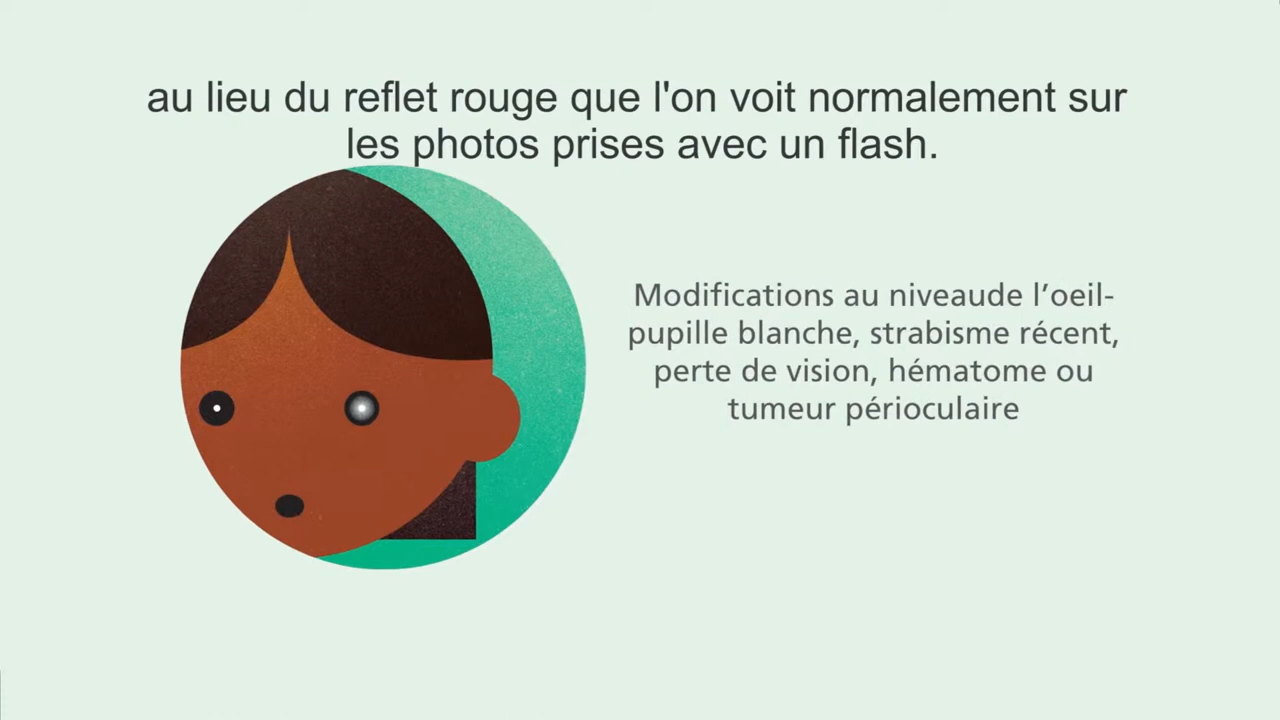 au lieu du reflet rouge que l'on voit normalement sur
les photos prises avec un flash.
Modifications au niveaude l’oeil-
pupille blanche, strabisme récent,
perte de vision, hématome ou
tumeur périoculaire